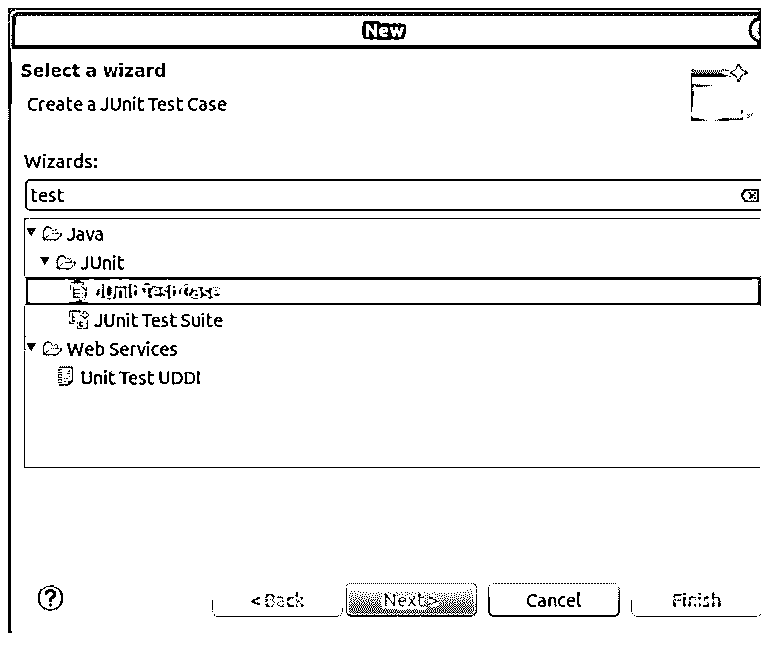 New
Select a wizard
Create a JUnit Test Case
Wizards:
test
Java
JUnit
JUnit Test Case
JUnit Test Suite
Web Services
Unit Test UDDI
?
< Back
Next >
Cancel
Finish